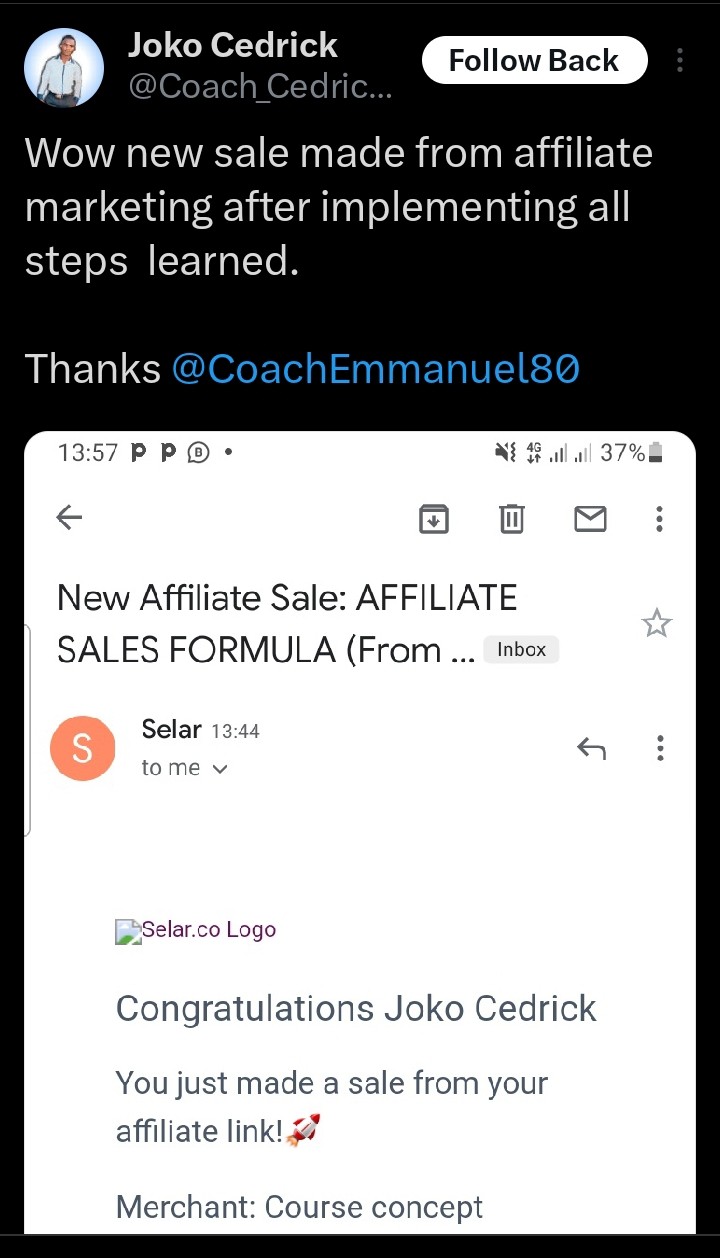 Joko Cedrick
Follow Back
@Coach_Cedric...
Wow new sale made from affiliate
marketing after implementing all
steps learned.
Thanks @CoachEmmanuel80
13:57
4G
37%
New Affiliate Sale: AFFILIATE
SALES FORMULA (From ... Inbox
S
Selar 13:44
to me
Selar.co Logo
Congratulations Joko Cedrick
You just made a sale from your
affiliate link!🚀
Merchant: Course concept